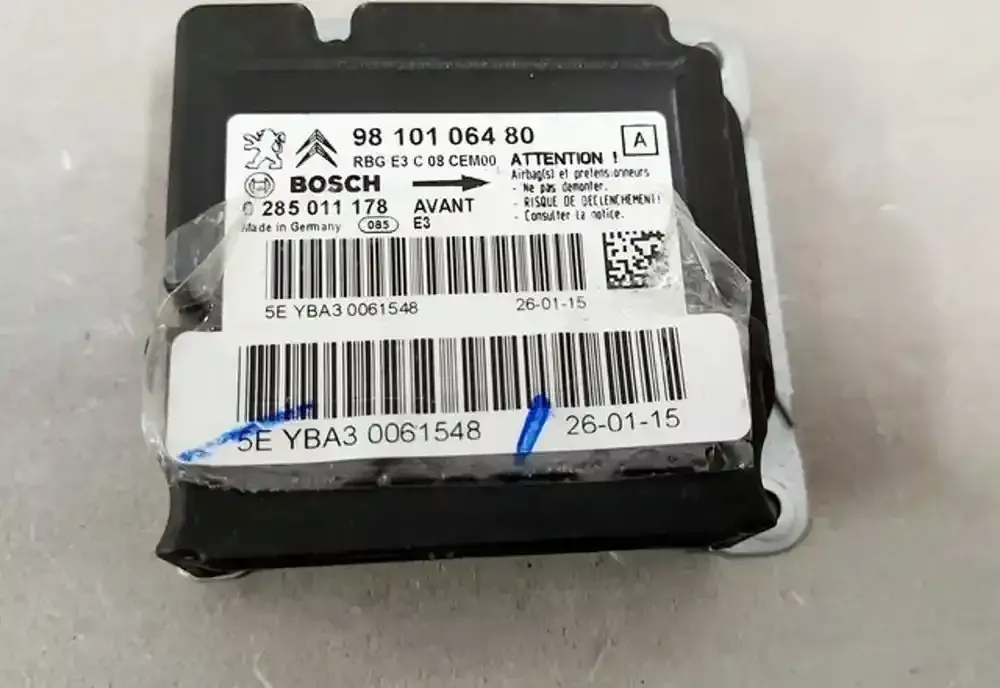 98 101 064 80
A
RBG E3 C 08 CEM00
ATTENTION !
Airbag(s) et pretensionneurs
- Ne pas demonter.
- RISQUE DE DECLENCHEMENT!
- Consulter la notice.
BOSCH
0 285 011 178
AVANT
Made in Germany
085
E3
5E YBA3 0061548
26-01-15
5E YBA3 0061548
26-01-15